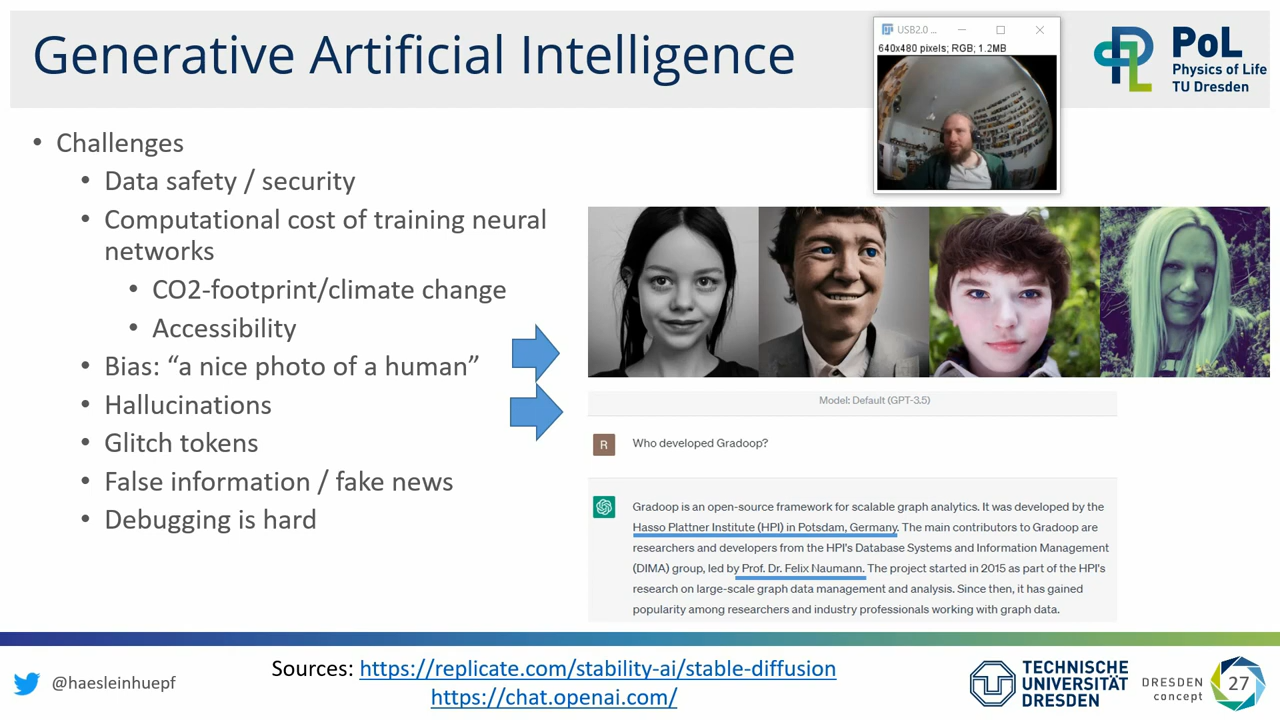 Generative Artificial Intelligence
USB2.0 ...
640x480 pixels; RGB; 1.2MB
PoL
Physics of Life
TU Dresden
• Challenges
• Data safety / security
• Computational cost of training neural
networks
• CO2-footprint/climate change
• Accessibility
• Bias: “a nice photo of a human”
• Hallucinations
• Glitch tokens
• False information / fake news
• Debugging is hard
Model: Default (GPT-3.5)
R
Who developed Gradoop?
Gradoop is an open-source framework for scalable graph analytics. It was developed by the
Hasso Plattner Institute (HPI) in Potsdam, Germany. The main contributors to Gradoop are
researchers and developers from the HPI's Database Systems and Information Management
(DIMA) group, led by Prof. Dr. Felix Naumann. The project started in 2015 as part of the HPI's
research on large-scale graph data management and analysis. Since then, it has gained
popularity among researchers and industry professionals working with graph data.
@haesleinhuepf
Sources: https://replicate.com/stability-ai/stable-diffusion
https://chat.openai.com/
TECHNISCHE
UNIVERSITÄT
DRESDEN
DRESDEN
concept
27